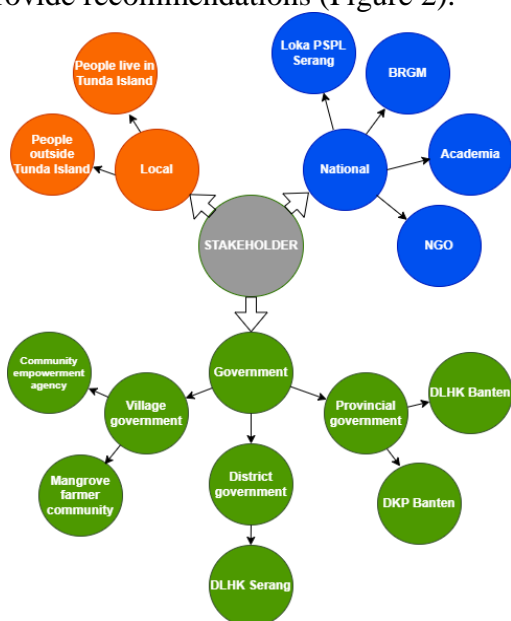 rovide recommendations (Figure 2).
Loka PSPL
Serang
People live in
Tunda Island
BRGM
People
outside
Tunda Island
Local
National
Academia
STAKEHOLDER
NGO
Community
empowerment
agency
Government
Village
government
Provincial
government
DLHK Banten
Mangrove
farmer
community
District
government
DKP Banten
DLHK Serang